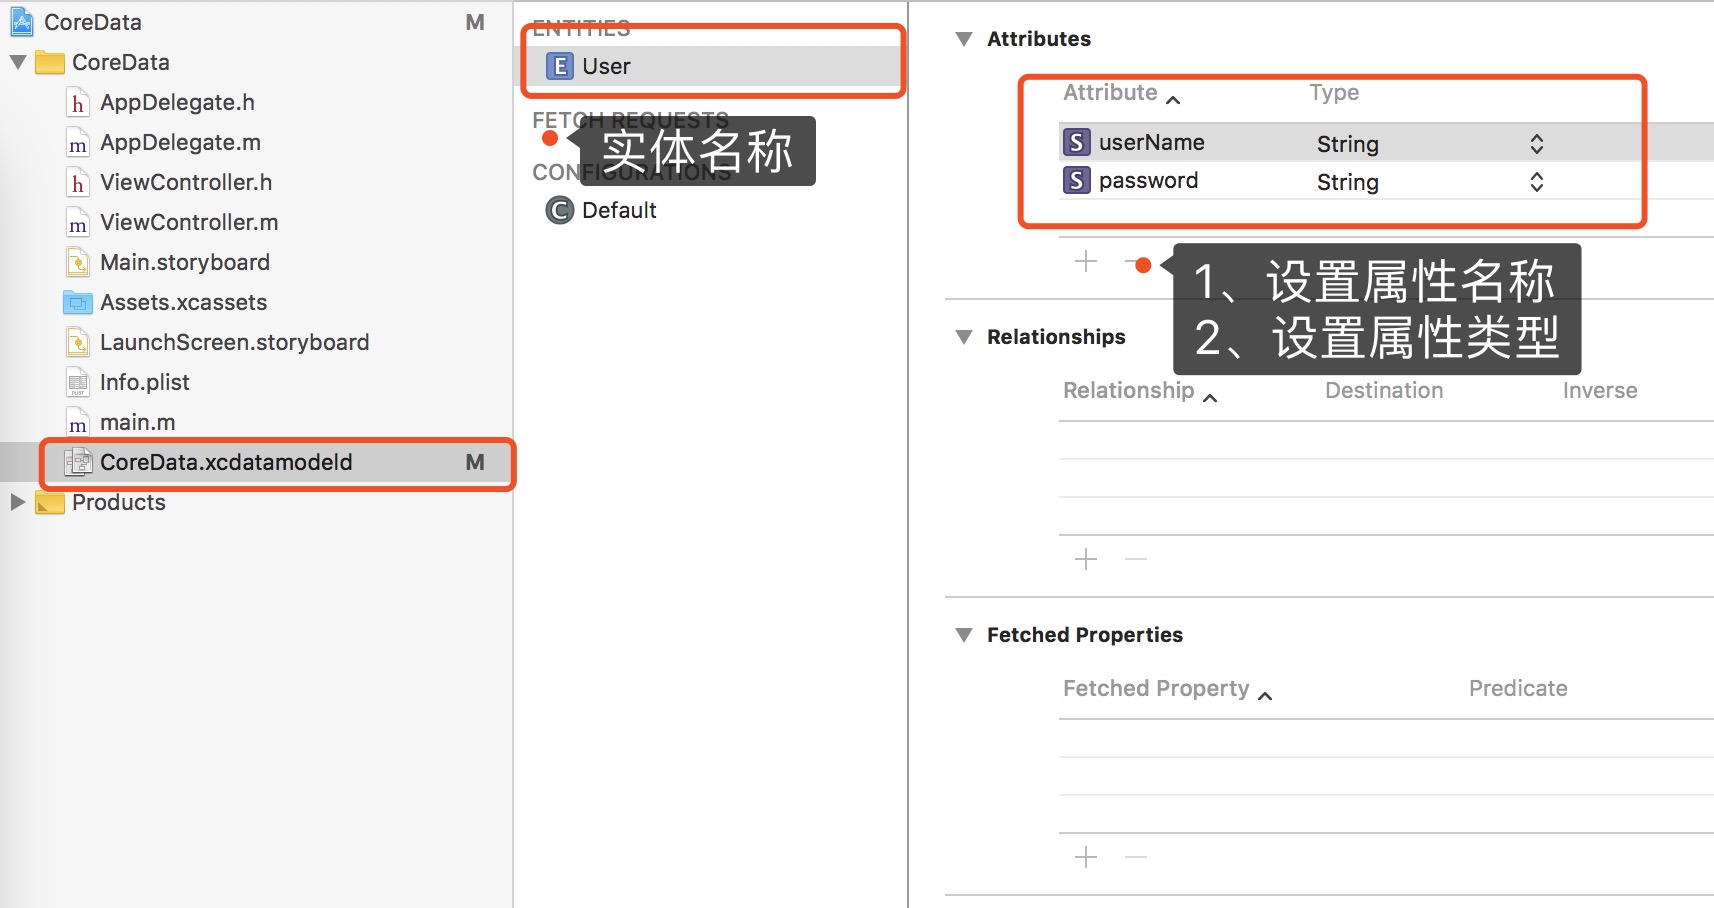 CoreData M
CoreData
AppDelegate.h
AppDelegate.m
ViewController.h
ViewController.m
Main.storyboard
Assets.xcassets
LaunchScreen.storyboard
Info.plist
main.m
CoreData.xcdatamodeld M
Products
ENTITIES
E User
FETCH REQUESTS
实体名称
CONFIGURATIONS
C Default
Attributes
Attribute Type
S userName String
S password String
1、设置属性名称
2、设置属性类型
Relationships
Relationship Destination Inverse
Fetched Properties
Fetched Property Predicate